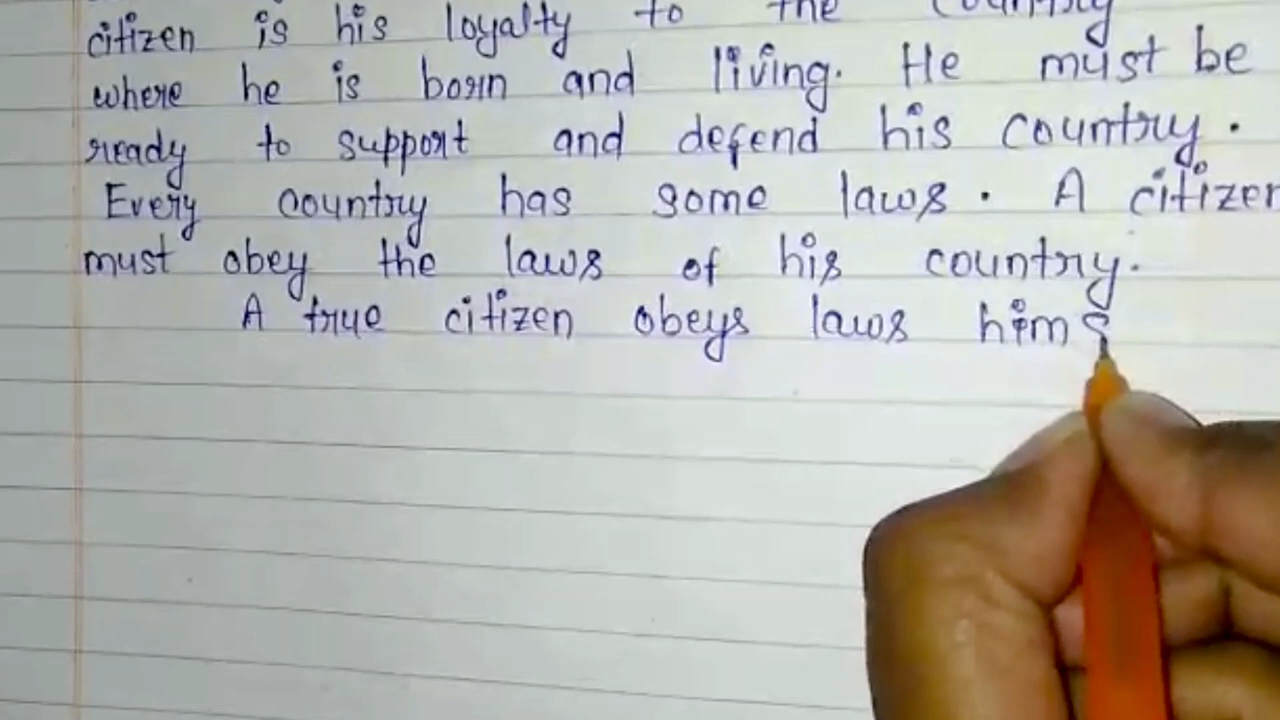 citizen is his loyalty to the country
where he is born and living. He must be
ready to support and defend his country.
Every country has some laws. A citizen
must obey the laws of his country.
A true citizen obeys laws hims